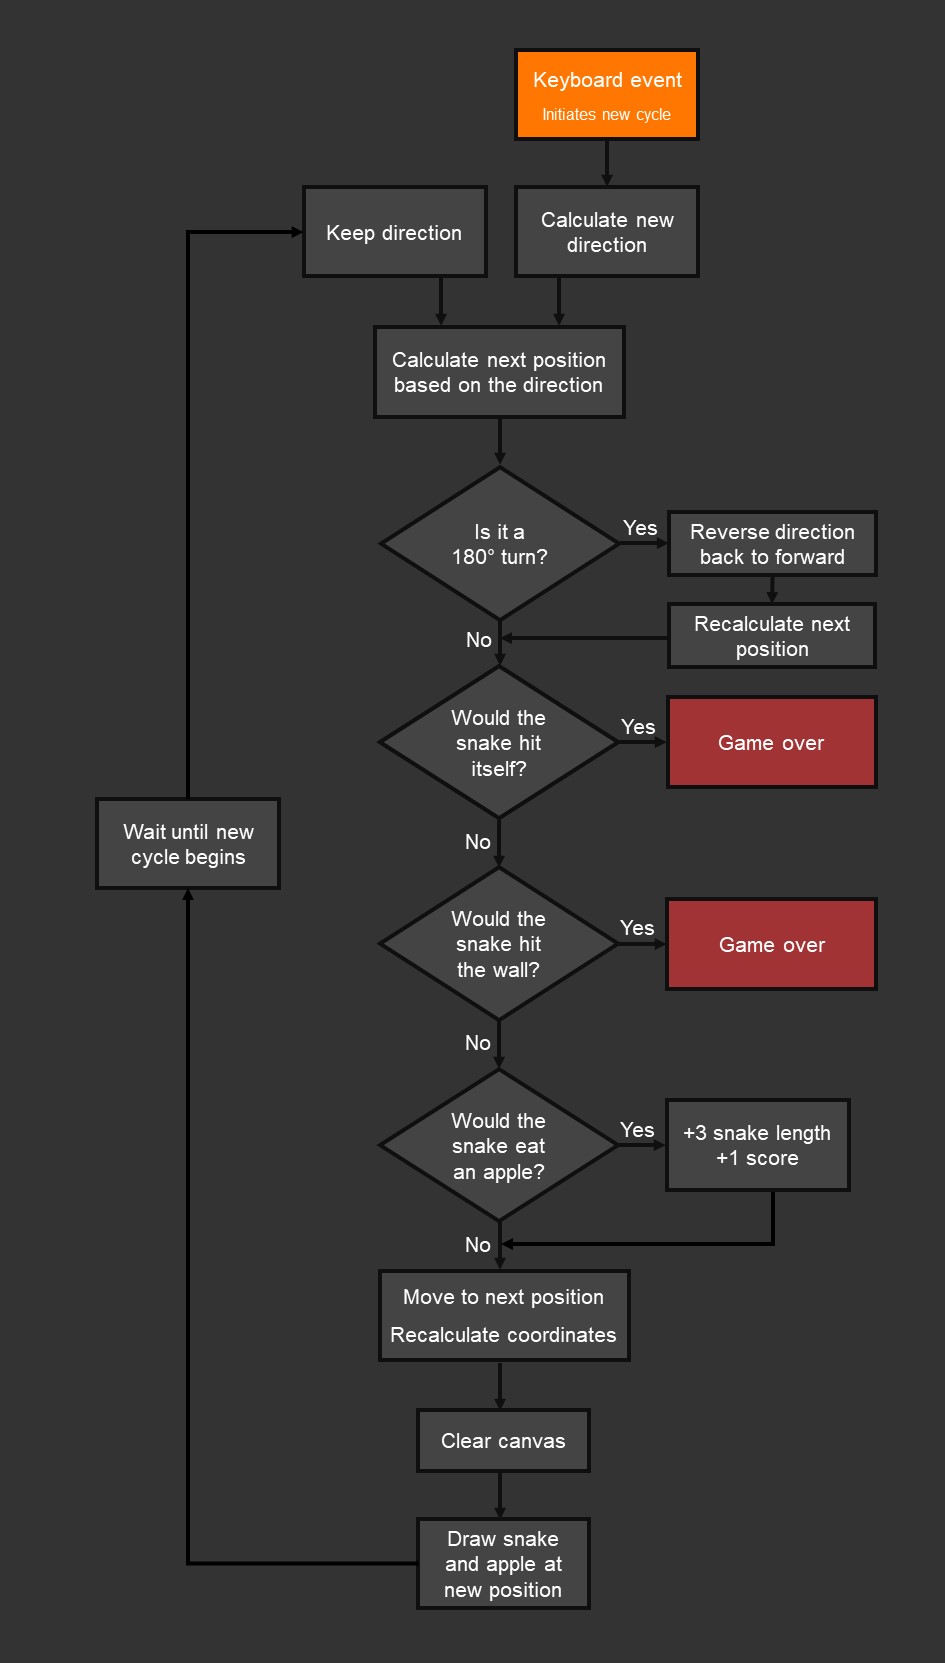 Keyboard event
Initiates new cycle
Keep direction
Calculate new
direction
Calculate next position
based on the direction
Is it a
180° turn?
Yes
Reverse direction
back to forward
No
Recalculate next
position
Would the
snake hit
itself?
Yes
Game over
Wait until new
cycle begins
No
Would the
snake hit
the wall?
Yes
Game over
No
Would the
snake eat
an apple?
Yes
+3 snake length
+1 score
No
Move to next position
Recalculate coordinates
Clear canvas
Draw snake
and apple at
new position